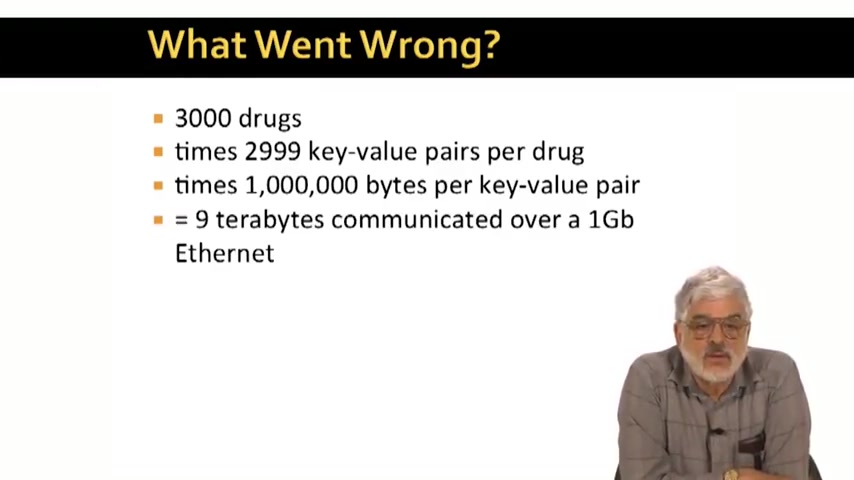 What Went Wrong?
3000 drugs
times 2999 key-value pairs per drug
times 1,000,000 bytes per key-value pair
= 9 terabytes communicated over a 1Gb
Ethernet